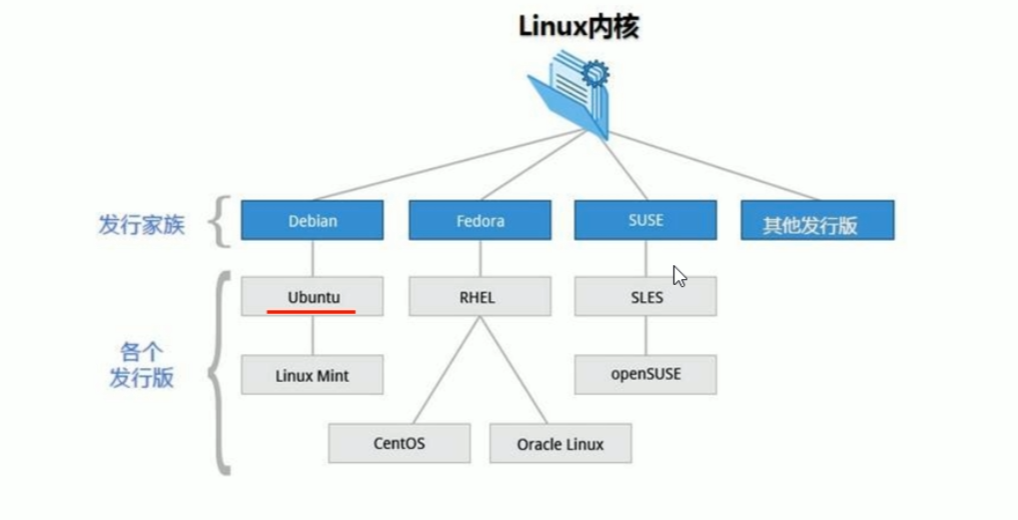 Linux内核
发行家族
Debian
Fedora
SUSE
其他发行版
各个
发行版
Ubuntu
RHEL
SLES
Linux Mint
openSUSE
CentOS
Oracle Linux